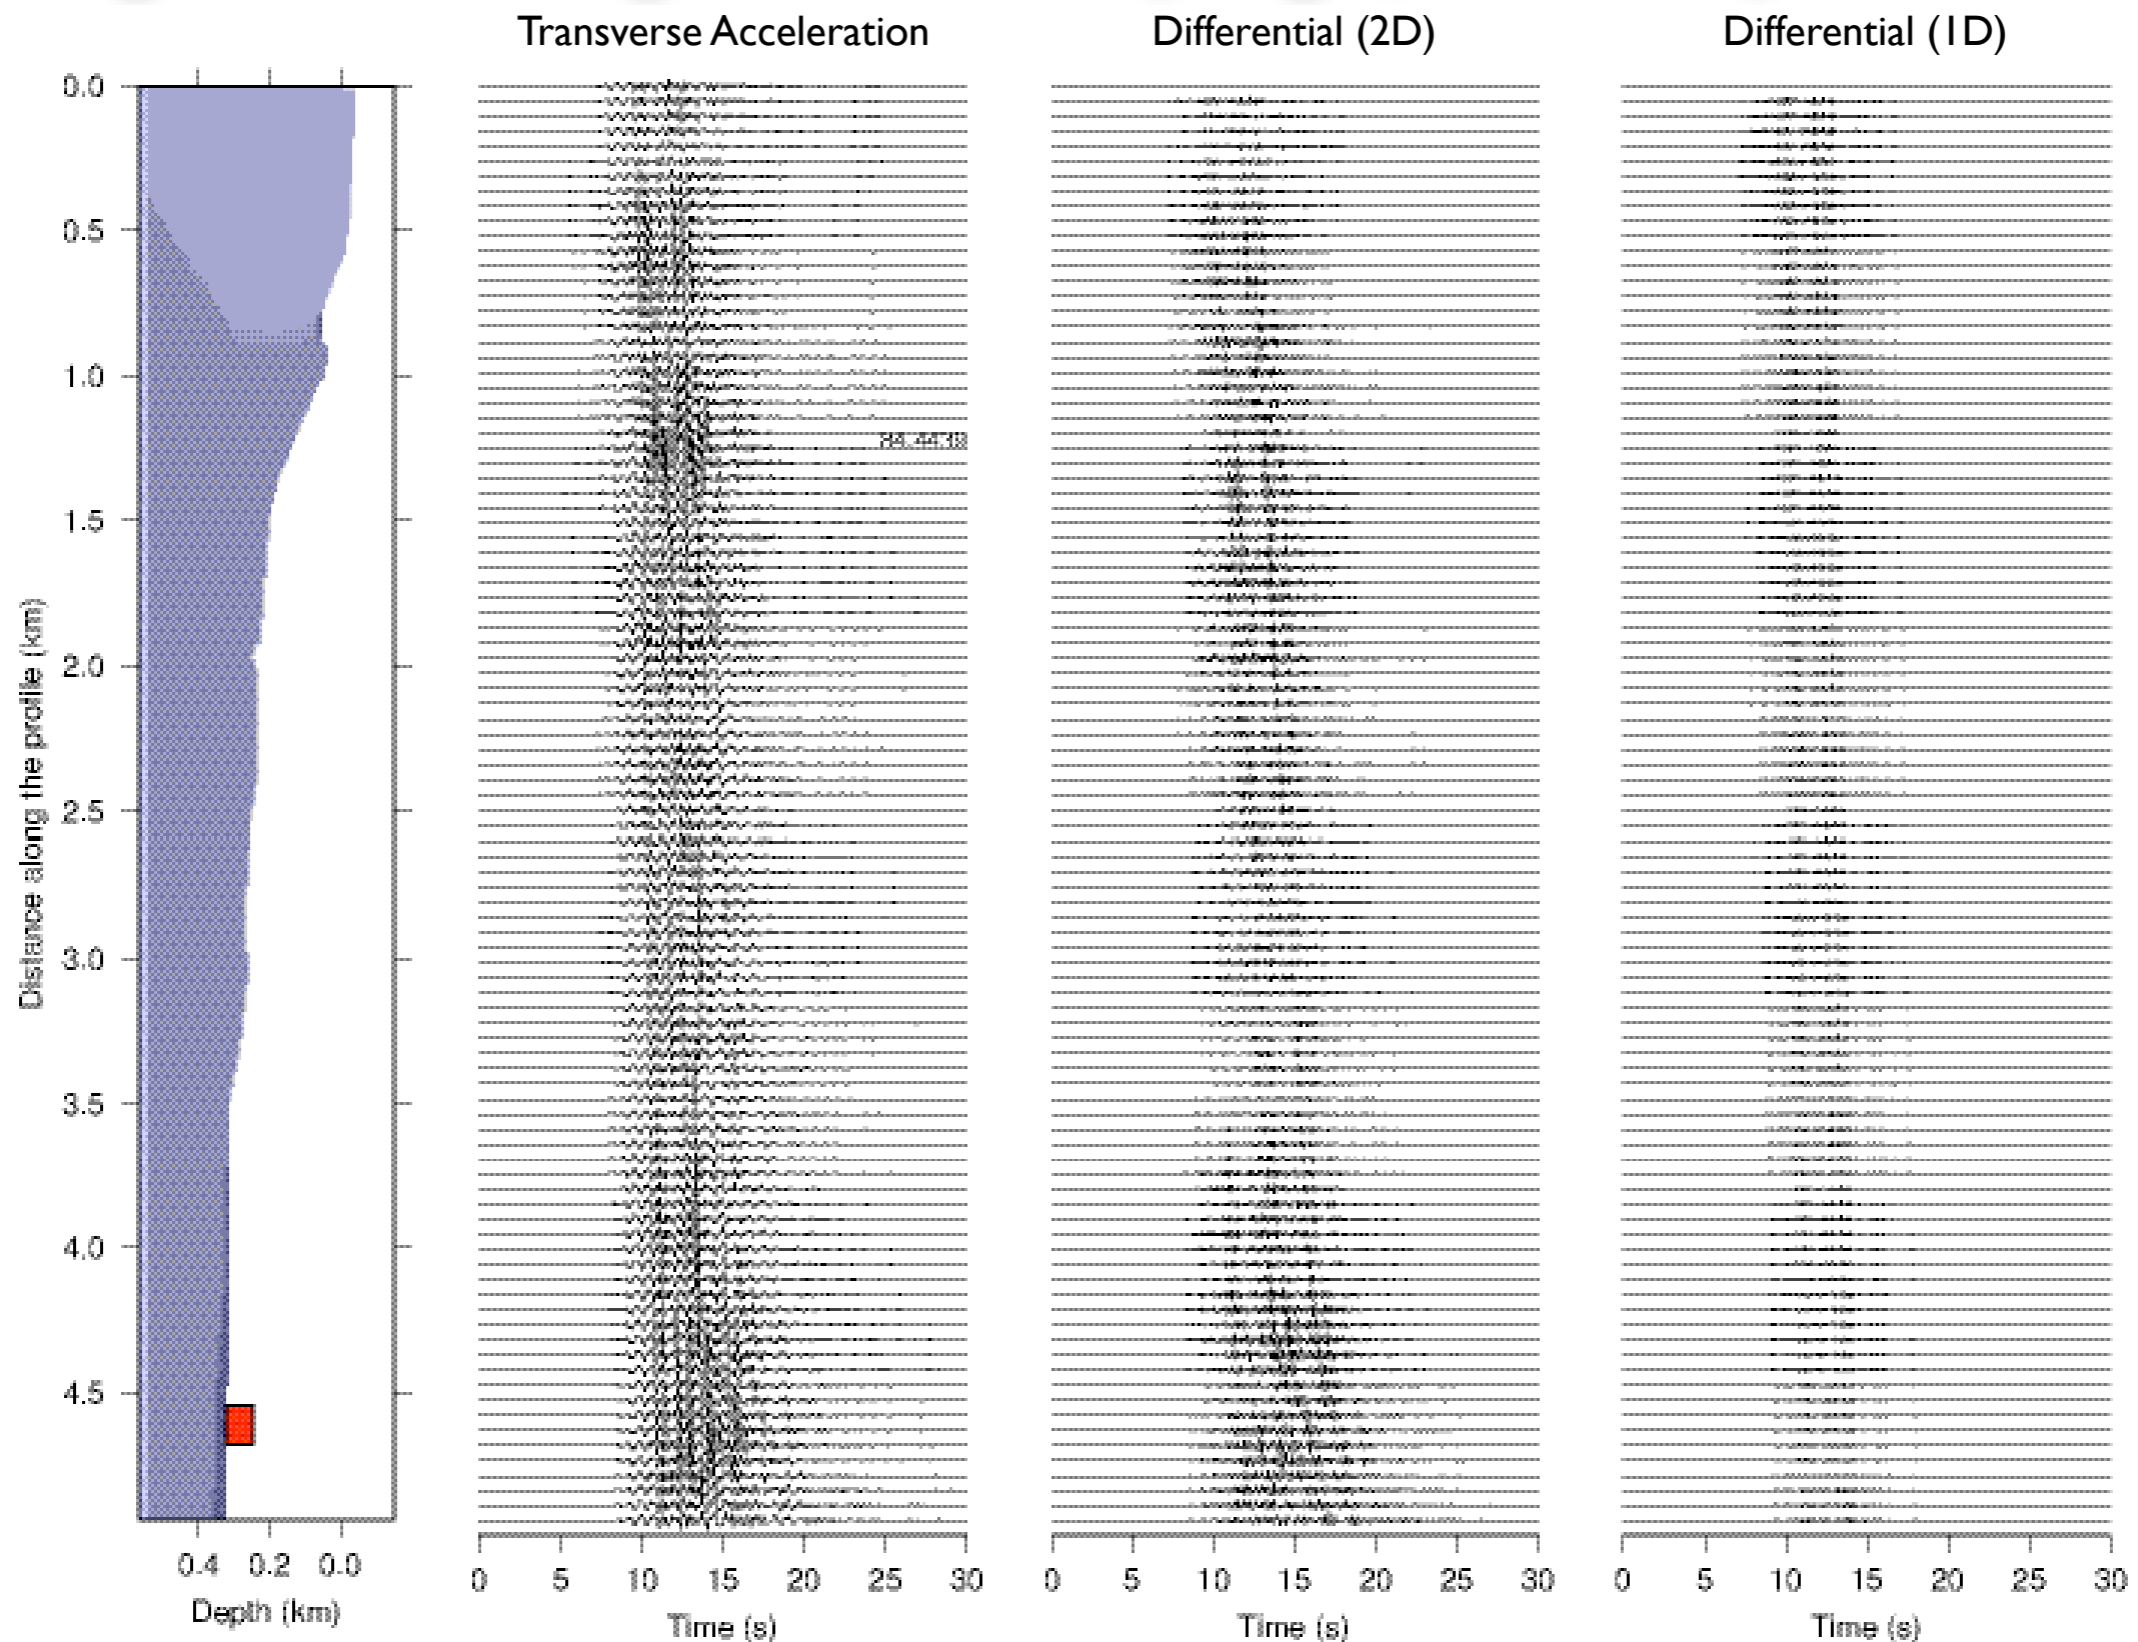 Transverse Acceleration
Differential (2D)
Differential (1D)
Distance along the profile (km)
0.0
0.5
1.0
1.5
2.0
2.5
3.0
3.5
4.0
4.5
0.4 0.2 0.0
Depth (km)
0 5 10 15 20 25 30
Time (s)
0 5 10 15 20 25 30
Time (s)
0 5 10 15 20 25 30
Time (s)